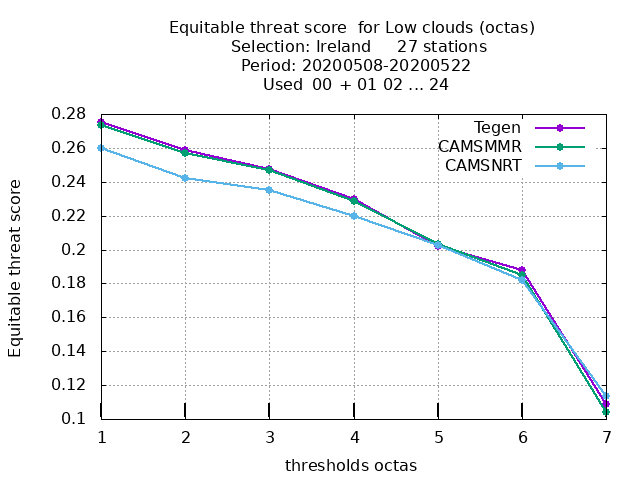 Equitable threat score  for Low clouds (octas)
Selection: Ireland     27 stations
Period: 20200508-20200522
Used  00  + 01 02 ... 24
Equitable threat score
0.28
0.26
0.24
0.22
0.2
0.18
0.16
0.14
0.12
0.1
Tegen
CAMSMMR
CAMSNRT
1 2 3 4 5 6 7
thresholds octas